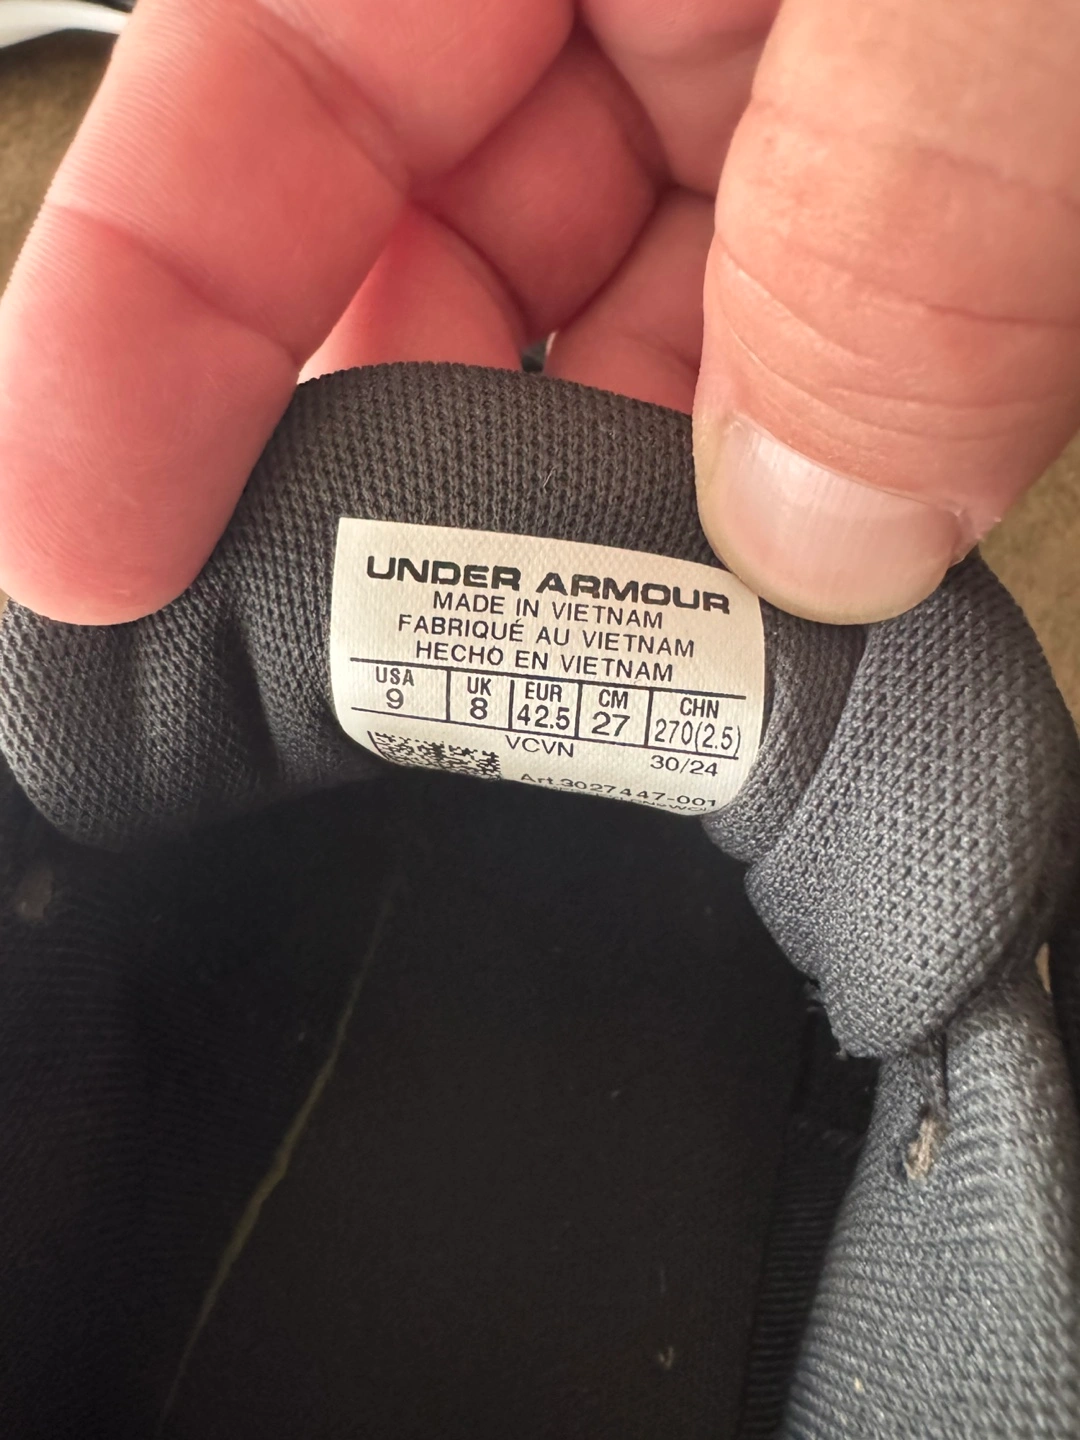 UNDER ARMOUR
MADE IN VIETNAM
FABRIQUÉ AU VIETNAM
HECHO EN VIETNAM
USA UK EUR CM CHN
9 8 42.5 27 270(2.5)
VCVN 30/24
Art.3027447-001